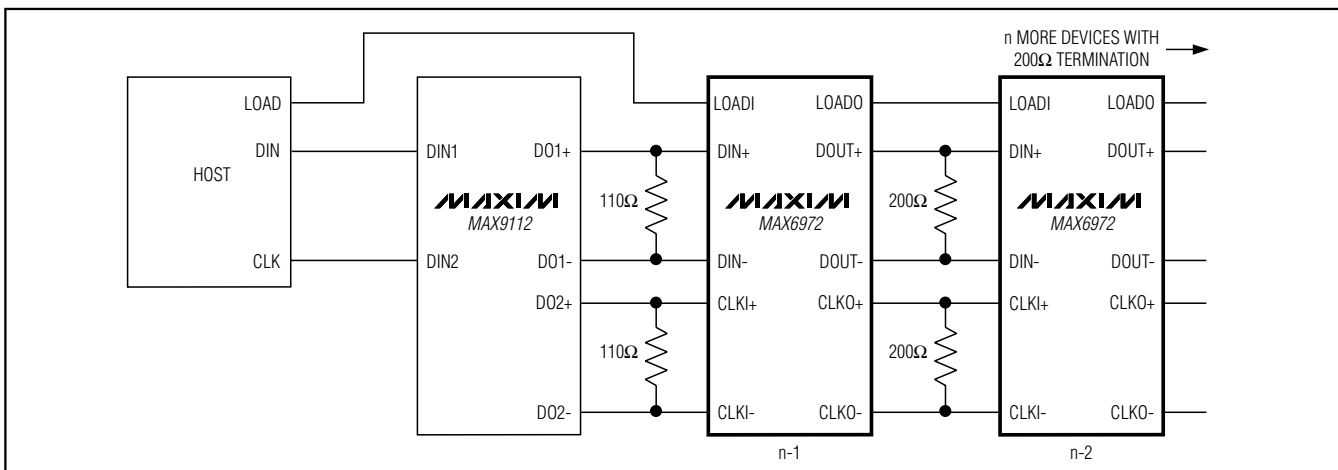 n MORE DEVICES WITH
200Ω TERMINATION
HOST
LOAD
DIN
CLK
DIN1
DIN2
DO1+
DO1-
DO2+
DO2-
MAXIM
MAX9112
110Ω
110Ω
LOADI
DIN+
DIN-
CLKI+
CLKI-
LOADO
DOUT+
DOUT-
CLKO+
CLKO-
MAXIM
MAX6972
n-1
200Ω
200Ω
LOADI
DIN+
DIN-
CLKI+
CLKI-
LOADO
DOUT+
DOUT-
CLKO+
CLKO-
MAXIM
MAX6972
n-2